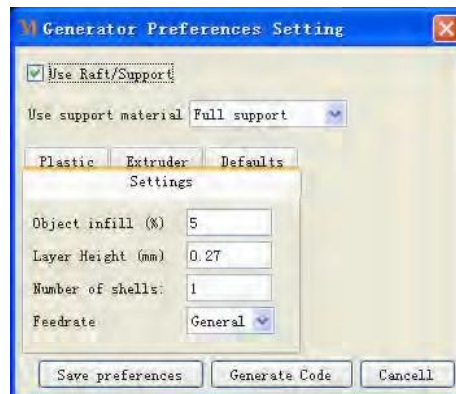 Generator Preferences Setting
Use Raft/Support
Use support material Full support
Plastic Extruder Defaults
Settings
Object infill (%) 5
Layer Height (mm) 0.27
Number of shells: 1
Feedrate General
Save preferences Generate Code Cancell